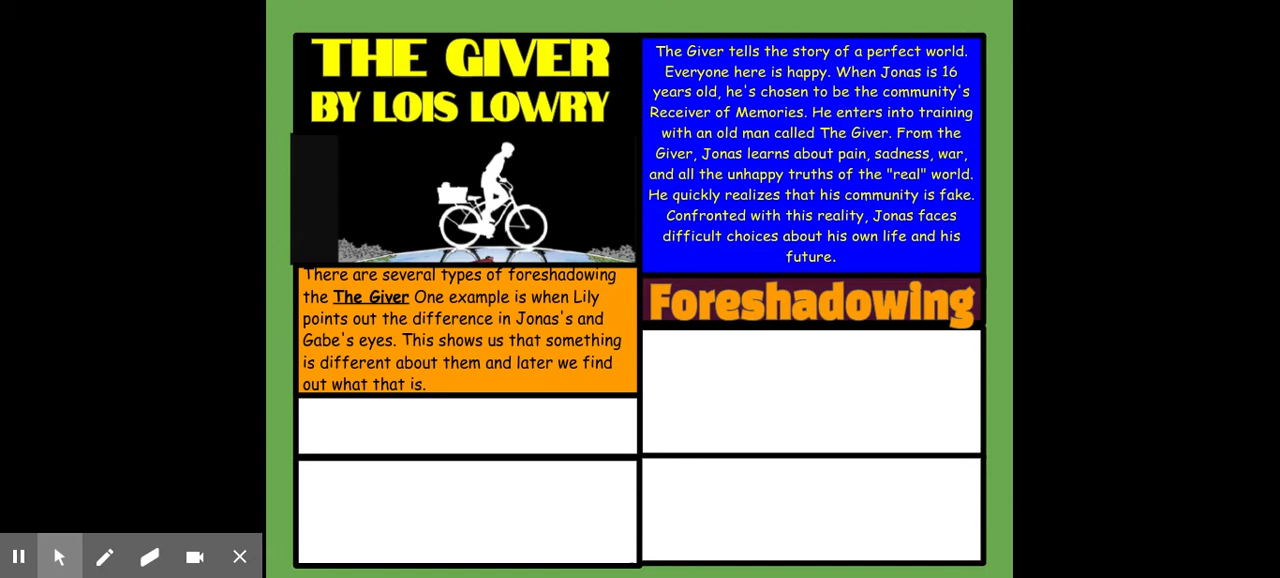 THE GIVER
BY LOIS LOWRY
The Giver tells the story of a perfect world.
Everyone here is happy. When Jonas is 16
years old, he's chosen to be the community's
Receiver of Memories. He enters into training
with an old man called The Giver. From the
Giver, Jonas learns about pain, sadness, war,
and all the unhappy truths of the "real" world.
He quickly realizes that his community is fake.
Confronted with this reality, Jonas faces
difficult choices about his own life and his
future.
There are several types of foreshadowing
the The Giver One example is when Lily
points out the difference in Jonas's and
Gabe's eyes. This shows us that something
is different about them and later we find
out what that is.
Foreshadowing